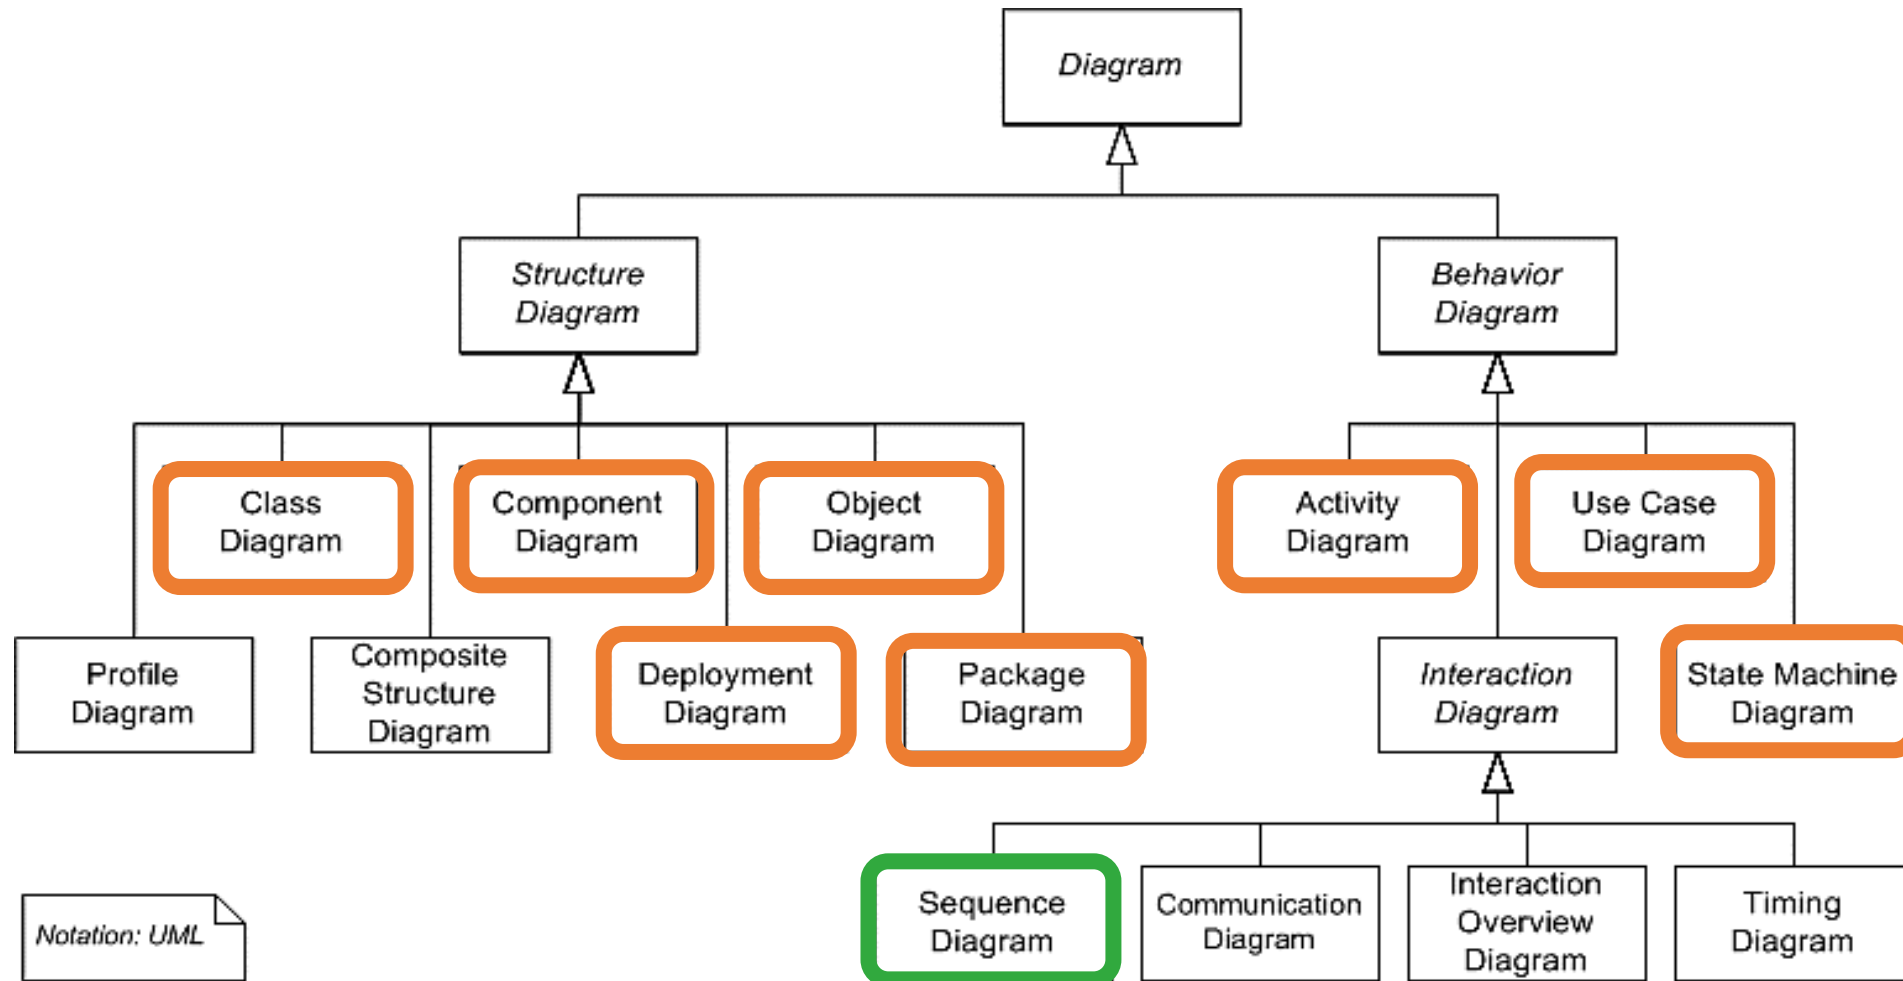 Diagram
Structure
Diagram
Behavior
Diagram
Class
Diagram
Component
Diagram
Object
Diagram
Activity
Diagram
Use Case
Diagram
Profile
Diagram
Composite
Structure
Diagram
Deployment
Diagram
Package
Diagram
Interaction
Diagram
State Machine
Diagram
Sequence
Diagram
Communication
Diagram
Interaction
Overview
Diagram
Timing
Diagram
Notation: UML